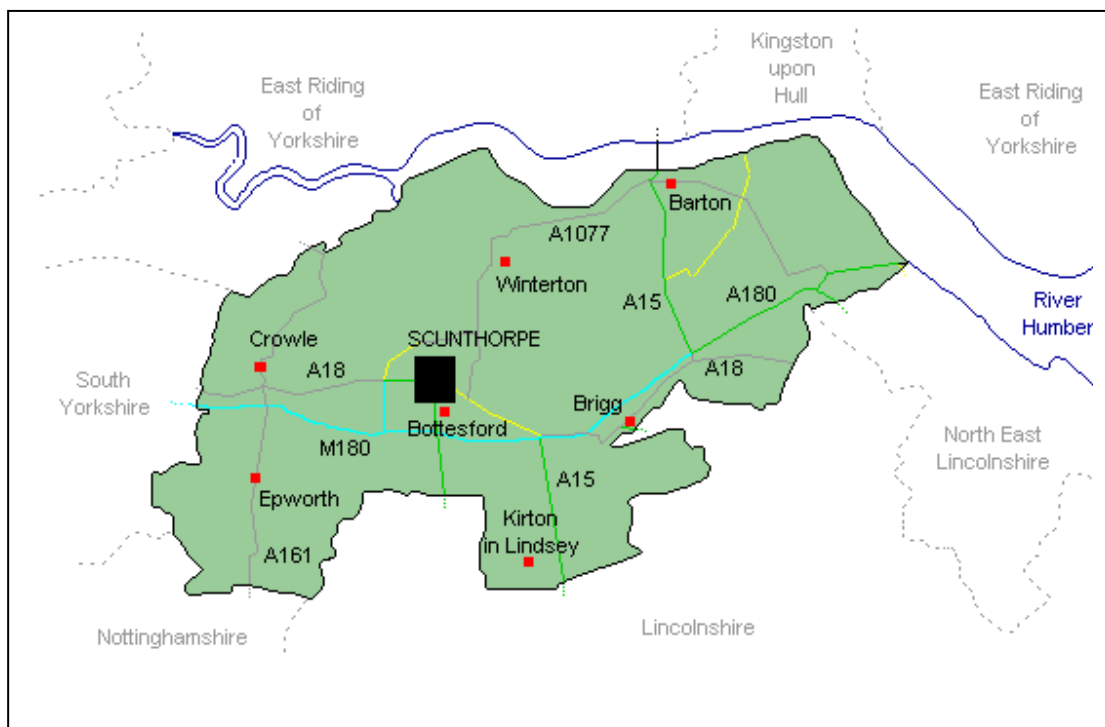 Kingston
upon
Hull
East Riding
of
Yorkshire
East Riding
of
Yorkshire
Barton
A1077
Winterton
A15
A180
River
Humber
Crowle
SCUNTHORPE
A18
A18
South
Yorkshire
Brigg
Bottesford
M180
North East
Lincolnshire
A15
Epworth
Kirton
in Lindsey
A161
Nottinghamshire
Lincolnshire